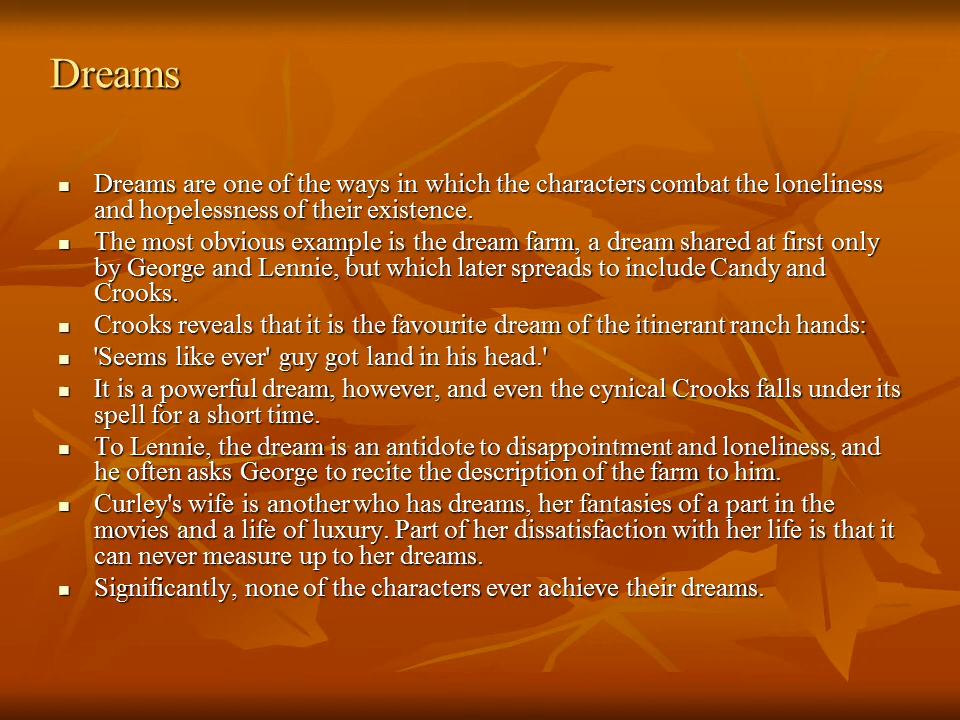 Dreams
Dreams are one of the ways in which the characters combat the loneliness
and hopelessness of their existence.
The most obvious example is the dream farm, a dream shared at first only
by George and Lennie, but which later spreads to include Candy and
Crooks.
Crooks reveals that it is the favourite dream of the itinerant ranch hands:
'Seems like ever' guy got land in his head.'
It is a powerful dream, however, and even the cynical Crooks falls under its
spell for a short time.
To Lennie, the dream is an antidote to disappointment and loneliness, and
he often asks George to recite the description of the farm to him.
Curley's wife is another who has dreams, her fantasies of a part in the
movies and a life of luxury. Part of her dissatisfaction with her life is that it
can never measure up to her dreams.
Significantly, none of the characters ever achieve their dreams.